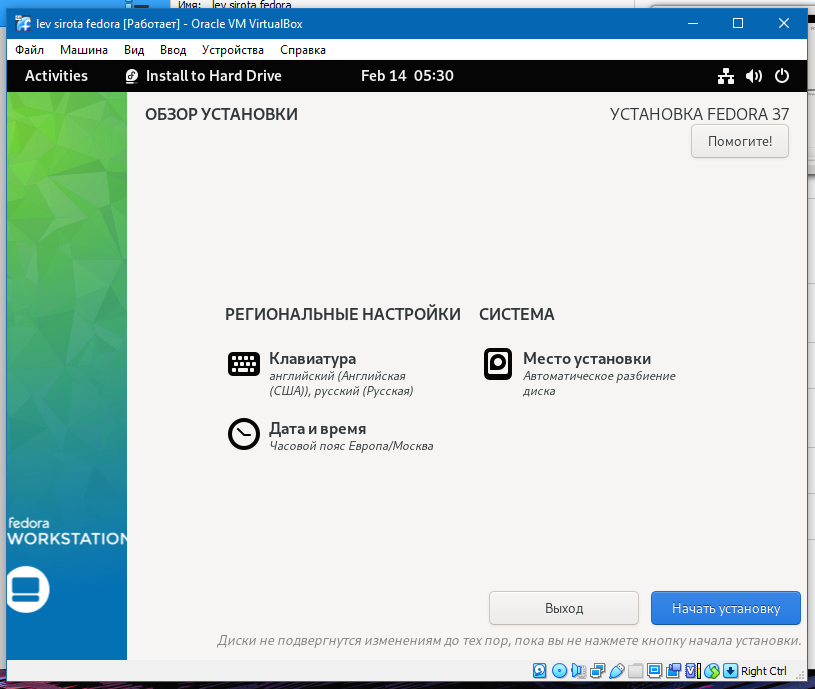 Имя: lev sirota fedora
lev sirota fedora [Работает] - Oracle VM VirtualBox
Файл Машина Вид Ввод Устройства Справка
Activities Install to Hard Drive Feb 14 05:30
ОБЗОР УСТАНОВКИ
УСТАНОВКА FEDORA 37
Помогите!
РЕГИОНАЛЬНЫЕ НАСТРОЙКИ
Клавиатура
английский (Английская
(США)), русский (Русская)
Дата и время
Часовой пояс Европа/Москва
СИСТЕМА
Место установки
Автоматическое разбиение
диска
fedora
WORKSTATION
Выход
Начать установку
Диски не подвергнутся изменениям до тех пор, пока вы не нажмете кнопку начала установки.
Right Ctrl